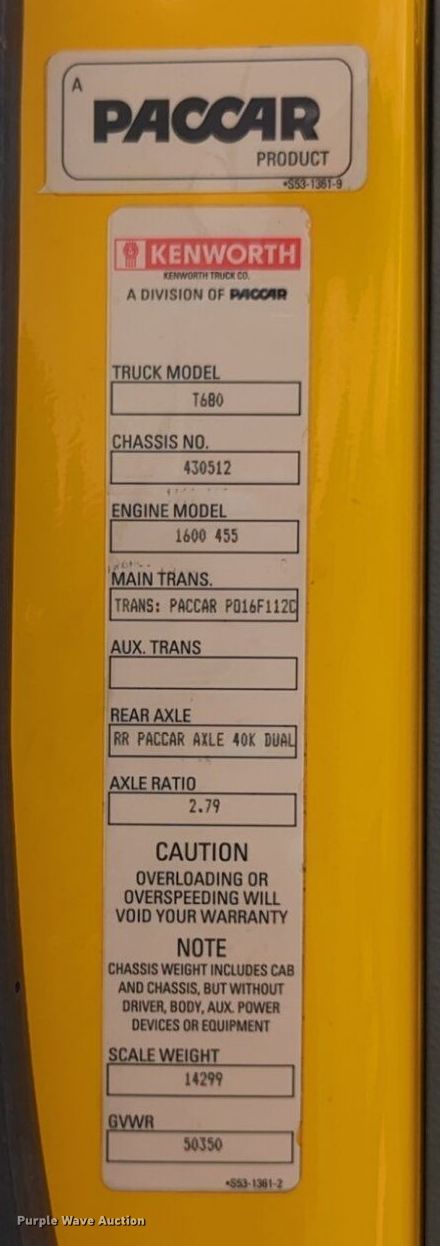 A
PACCAR
PRODUCT
•S53-1361-9
KENWORTH
KENWORTH TRUCK CO.
A DIVISION OF PACCAR
TRUCK MODEL
T680
CHASSIS NO.
430512
ENGINE MODEL
1600 455
MAIN TRANS.
TRANS: PACCAR PO16F112C
AUX. TRANS
REAR AXLE
RR PACCAR AXLE 40K DUAL
AXLE RATIO
2.79
CAUTION
OVERLOADING OR
OVERSPEEDING WILL
VOID YOUR WARRANTY
NOTE
CHASSIS WEIGHT INCLUDES CAB
AND CHASSIS, BUT WITHOUT
DRIVER, BODY, AUX. POWER
DEVICES OR EQUIPMENT
SCALE WEIGHT
14299
GVWR
50350
•S53-1361-2
Purple Wave Auction